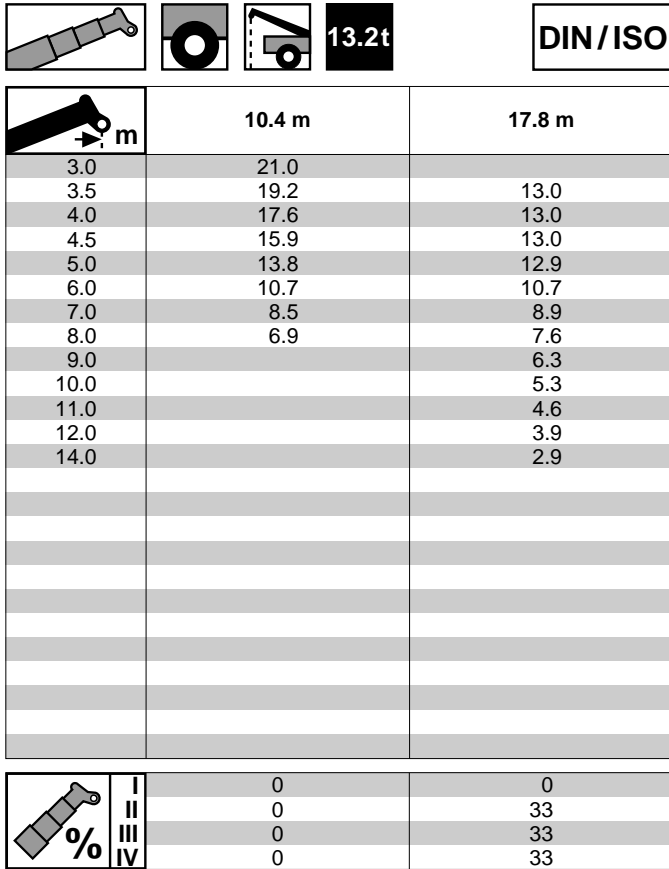 13.2t DIN/ISO
m 10.4 m 17.8 m
3.0 21.0
3.5 19.2 13.0
4.0 17.6 13.0
4.5 15.9 13.0
5.0 13.8 12.9
6.0 10.7 10.7
7.0 8.5 8.9
8.0 6.9 7.6
9.0 6.3
10.0 5.3
11.0 4.6
12.0 3.9
14.0 2.9
I 0 0
II 0 33
III 0 33
% IV 0 33